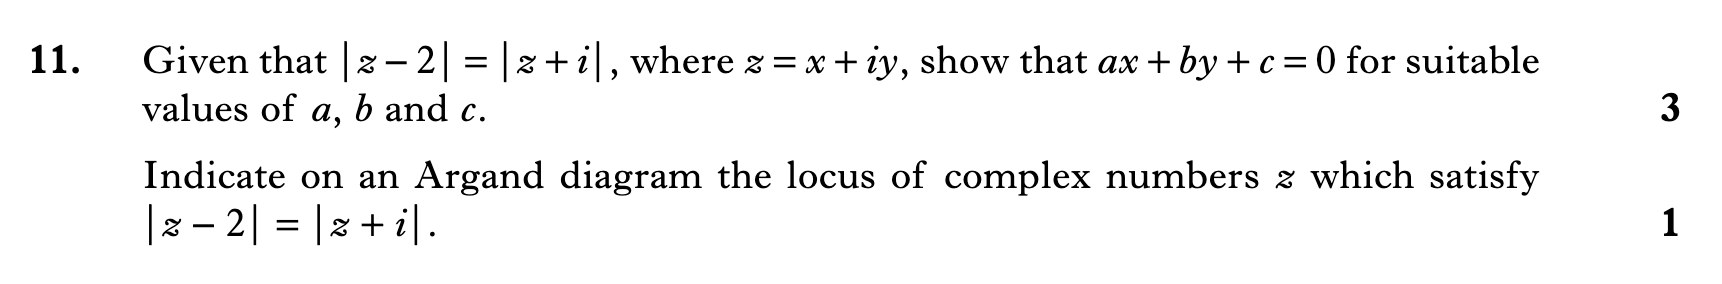 11. Given that |z – 2| = |z + i|, where z = x + iy, show that ax + by + c = 0 for suitable
values of a, b and c. 3
Indicate on an Argand diagram the locus of complex numbers z which satisfy
|z – 2| = |z + i|. 1